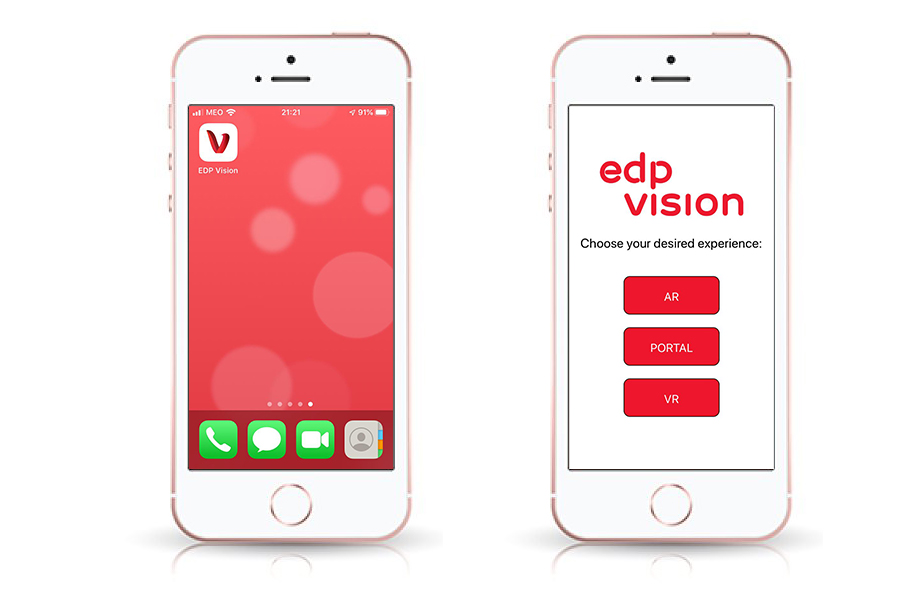 MEO 21:21 91%
EDP Vision
edp
vision
Choose your desired experience:
AR
PORTAL
VR